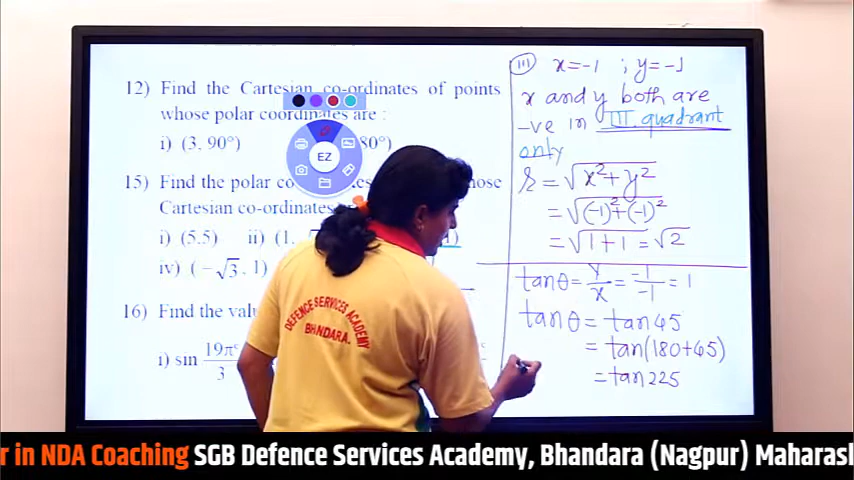 12) Find the Cartesian co-ordinates of points
whose polar coordinates are :
i) (3, 90°)
80°)
15) Find the polar co
whose
Cartesian co-ordinates
i) (5.5) ii) (1,
1)
iv) (-√3, 1)
16) Find the val
i) sin 19π^c/3
EZ
III x=-1 ; y=-1
x and y both are
-ve in III quadrant
only
r = √x²+y²
= √(-1)²+(-1)²
= √1+1 = √2
tanθ = y/x = -1/-1 = 1
tanθ = tan45
= tan(180+45)
= tan225
DEFENCE SERVICES ACADEMY
BHANDARA.
r in NDA Coaching SGB Defence Services Academy, Bhandara (Nagpur) Maharash